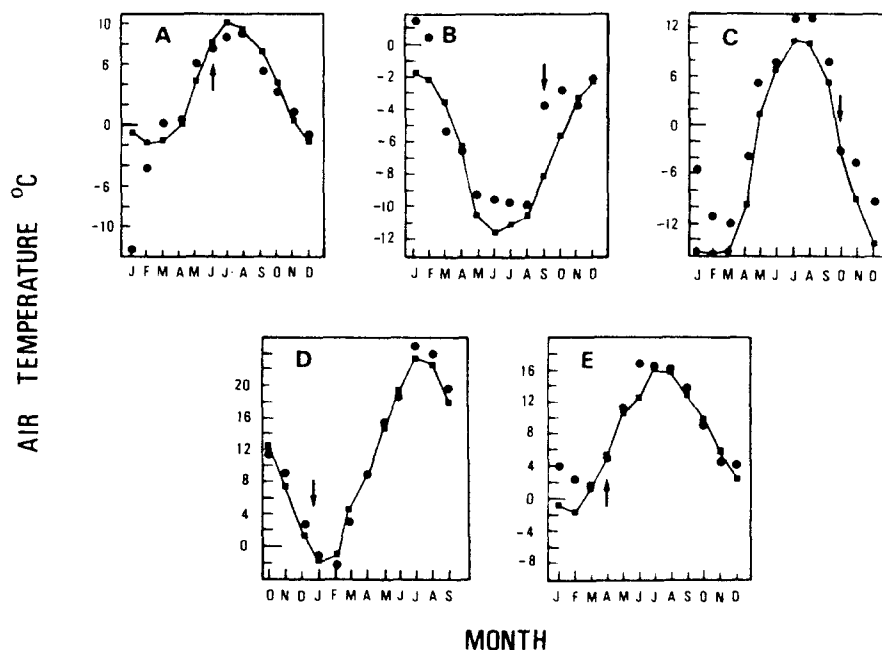 A
10
6
0
-6
-10
J F M A M J J A S O N D
B
0
-2
-4
-6
-8
-10
-12
J F M A M J J A S O N D
C
12
6
0
-6
-12
J F M A M J J A S O N D
AIR TEMPERATURE °C
D
20
16
12
8
4
0
O N D J F M A M J J A S
E
16
12
8
4
0
-4
-8
J F M A M J J A S O N D
MONTH